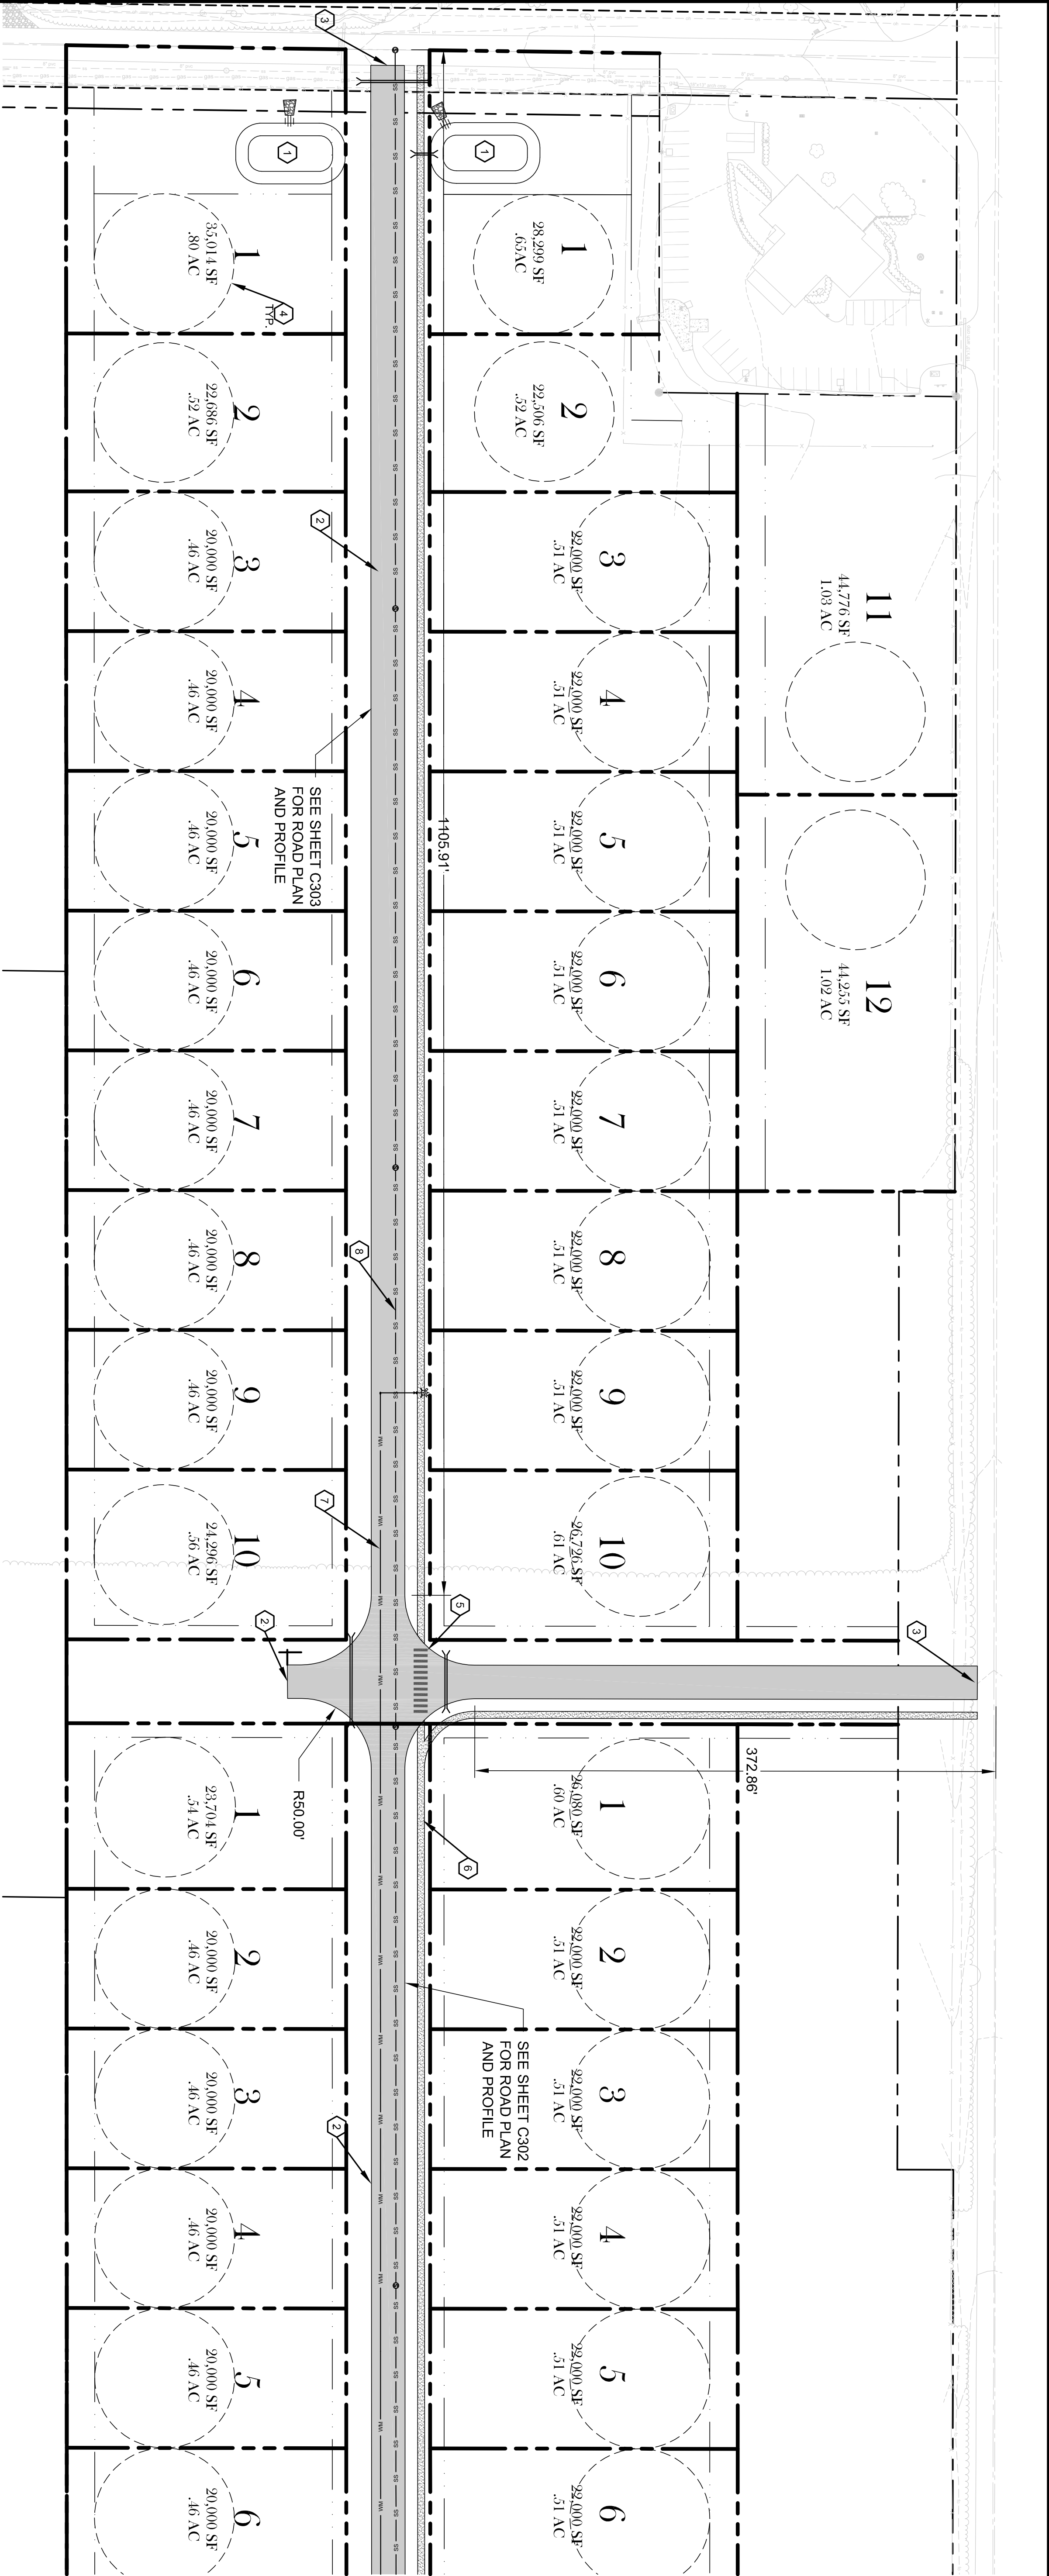 3
1
1
1
35,014 SF
.80 AC
4
TYP.
1
28,299 SF
.65AC
2
22,686 SF
.52 AC
2
22,506 SF
.52 AC
2
3
20,000 SF
.46 AC
3
22,000 SF
.51 AC
11
44,776 SF
1.03 AC
4
20,000 SF
.46 AC
4
22,000 SF
.51 AC
SEE SHEET C303
FOR ROAD PLAN
AND PROFILE
1105.91'
5
20,000 SF
.46 AC
5
22,000 SF
.51 AC
6
20,000 SF
.46 AC
6
22,000 SF
.51 AC
12
44,255 SF
1.02 AC
7
20,000 SF
.46 AC
7
22,000 SF
.51 AC
8
20,000 SF
.46 AC
8
8
22,000 SF
.51 AC
9
20,000 SF
.46 AC
9
22,000 SF
.51 AC
7
10
24,296 SF
.56 AC
10
26,726 SF
.61 AC
5
2
3
372.86'
R50.00'
1
23,704 SF
.54 AC
6
1
26,080 SF
.60 AC
2
20,000 SF
.46 AC
2
22,000 SF
.51 AC
SEE SHEET C302
FOR ROAD PLAN
AND PROFILE
3
20,000 SF
.46 AC
2
3
22,000 SF
.51 AC
4
20,000 SF
.46 AC
4
22,000 SF
.51 AC
5
20,000 SF
.46 AC
5
22,000 SF
.51 AC
6
20,000 SF
.46 AC
6
22,000 SF
.51 AC